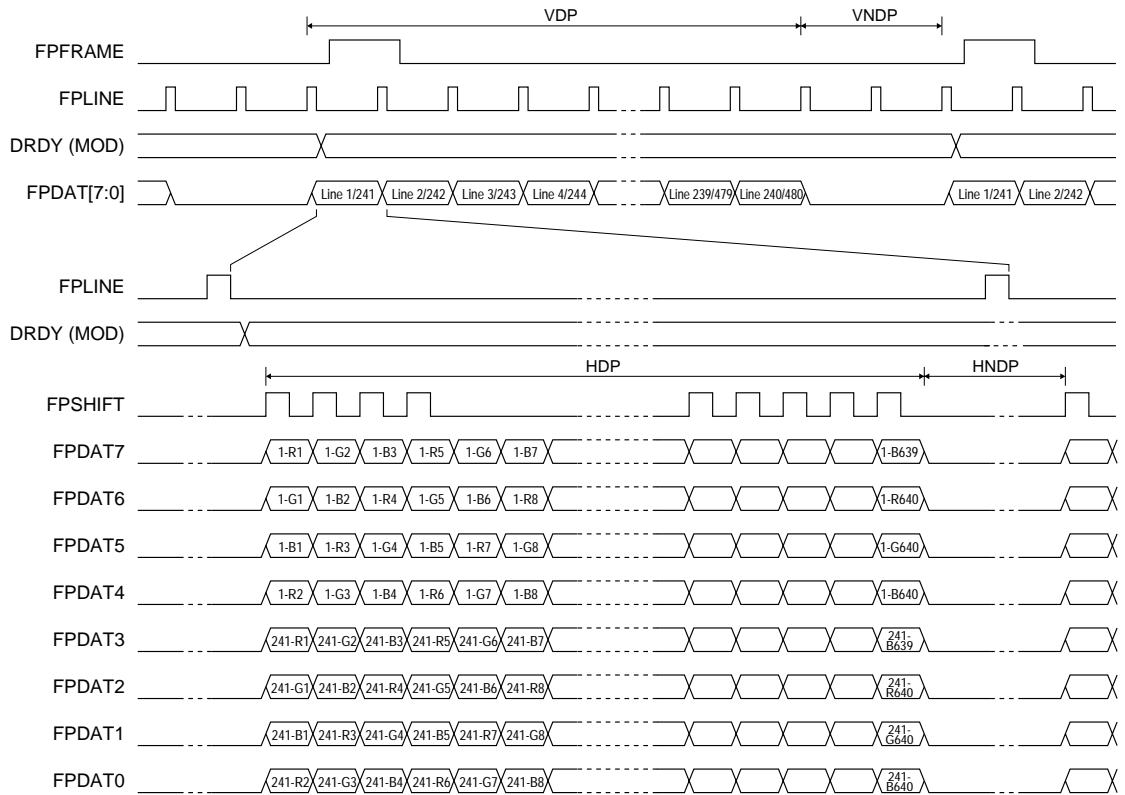 VDP VNDP
FPFRAME
FPLINE
DRDY (MOD)
FPDAT[7:0] Line 1/241 Line 2/242 Line 3/243 Line 4/244 Line 239/479 Line 240/480 Line 1/241 Line 2/242
FPLINE
DRDY (MOD)
HDP HNDP
FPSHIFT
FPDAT7 1-R1 1-G2 1-B3 1-R5 1-G6 1-B7 1-B639
FPDAT6 1-G1 1-B2 1-R4 1-G5 1-B6 1-R8 1-R640
FPDAT5 1-B1 1-R3 1-G4 1-B5 1-R7 1-G8 1-G640
FPDAT4 1-R2 1-G3 1-B4 1-R6 1-G7 1-B8 1-B640
FPDAT3 241-R1 241-G2 241-B3 241-R5 241-G6 241-B7 241-B639
FPDAT2 241-G1 241-B2 241-R4 241-G5 241-B6 241-R8 241-R640
FPDAT1 241-B1 241-R3 241-G4 241-B5 241-R7 241-G8 241-G640
FPDAT0 241-R2 241-G3 241-B4 241-R6 241-G7 241-B8 241-B640